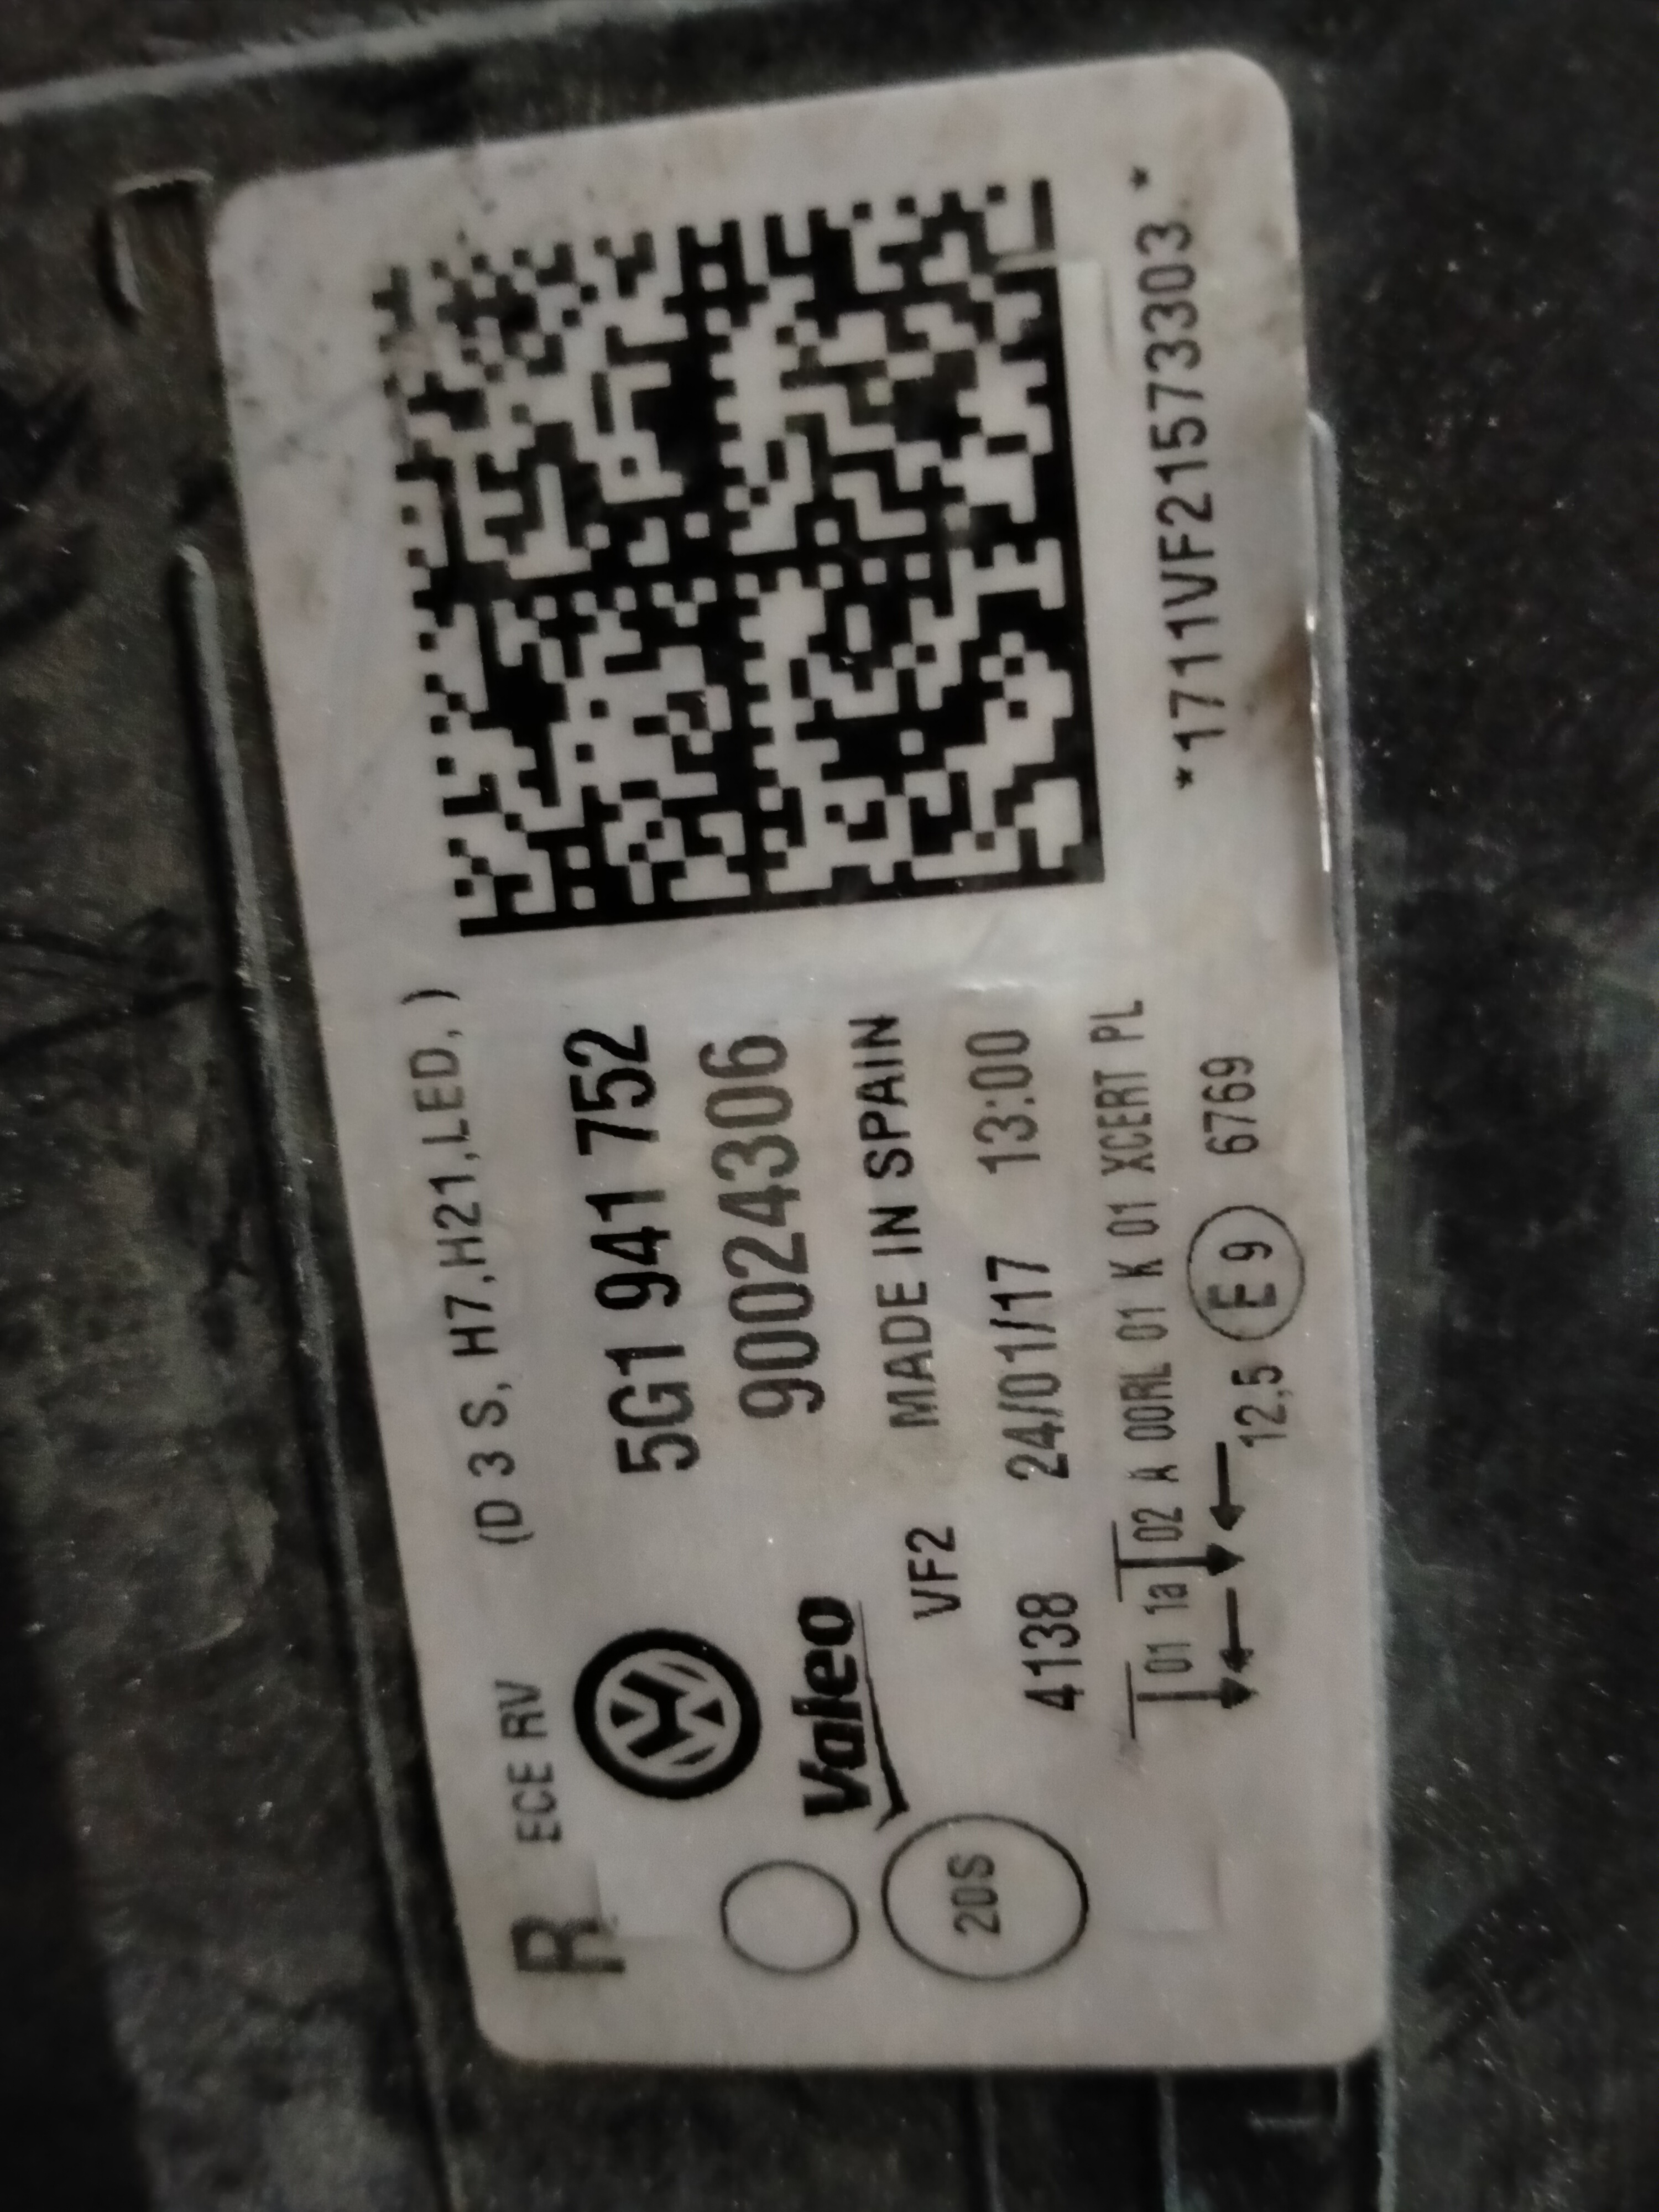 R ECE RV (D 3 S, H7,H21,LED, )
5G1 941 752
90024306
Valeo
VF2 MADE IN SPAIN
20S
4138 24/01/17 13:00
01 1a 02 A 00RL 01 K 01 XCERT PL
12,5 E 9 6769
*1711VF215733303*